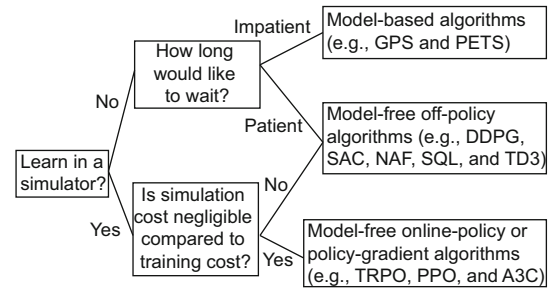 Impatient
Model-based algorithms
(e.g., GPS and PETS)
How long
would like
to wait?
No
Patient
Model-free off-policy
algorithms (e.g., DDPG,
SAC, NAF, SQL, and TD3)
Learn in a
simulator?
Is simulation
cost negligible
compared to
training cost?
No
Yes
Model-free online-policy or
policy-gradient algorithms
(e.g., TRPO, PPO, and A3C)
Yes